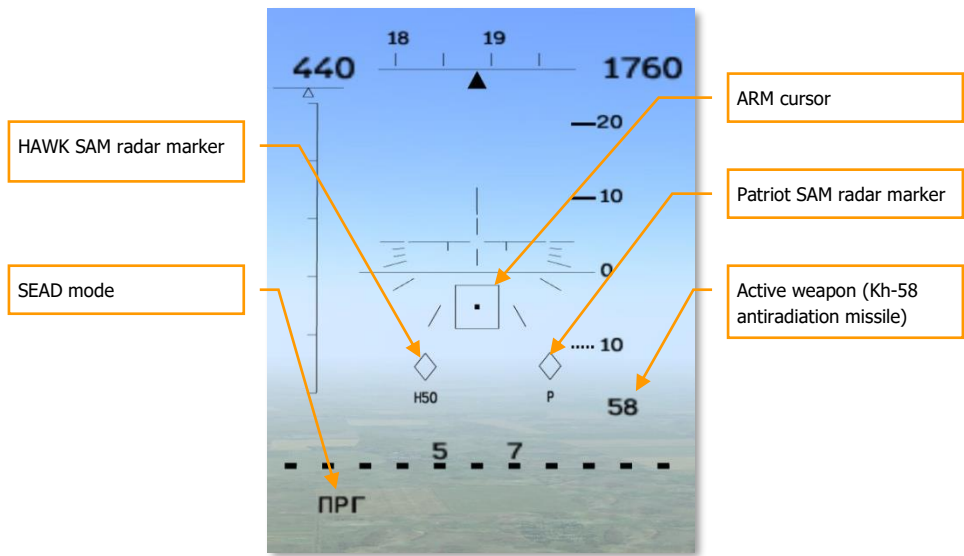 18 19
440 1760
ARM cursor
20
HAWK SAM radar marker
10
Patriot SAM radar marker
0
SEAD mode
Active weapon (Kh-58
antiradiation missile)
10
H50 P
58
5 7
ПРГ